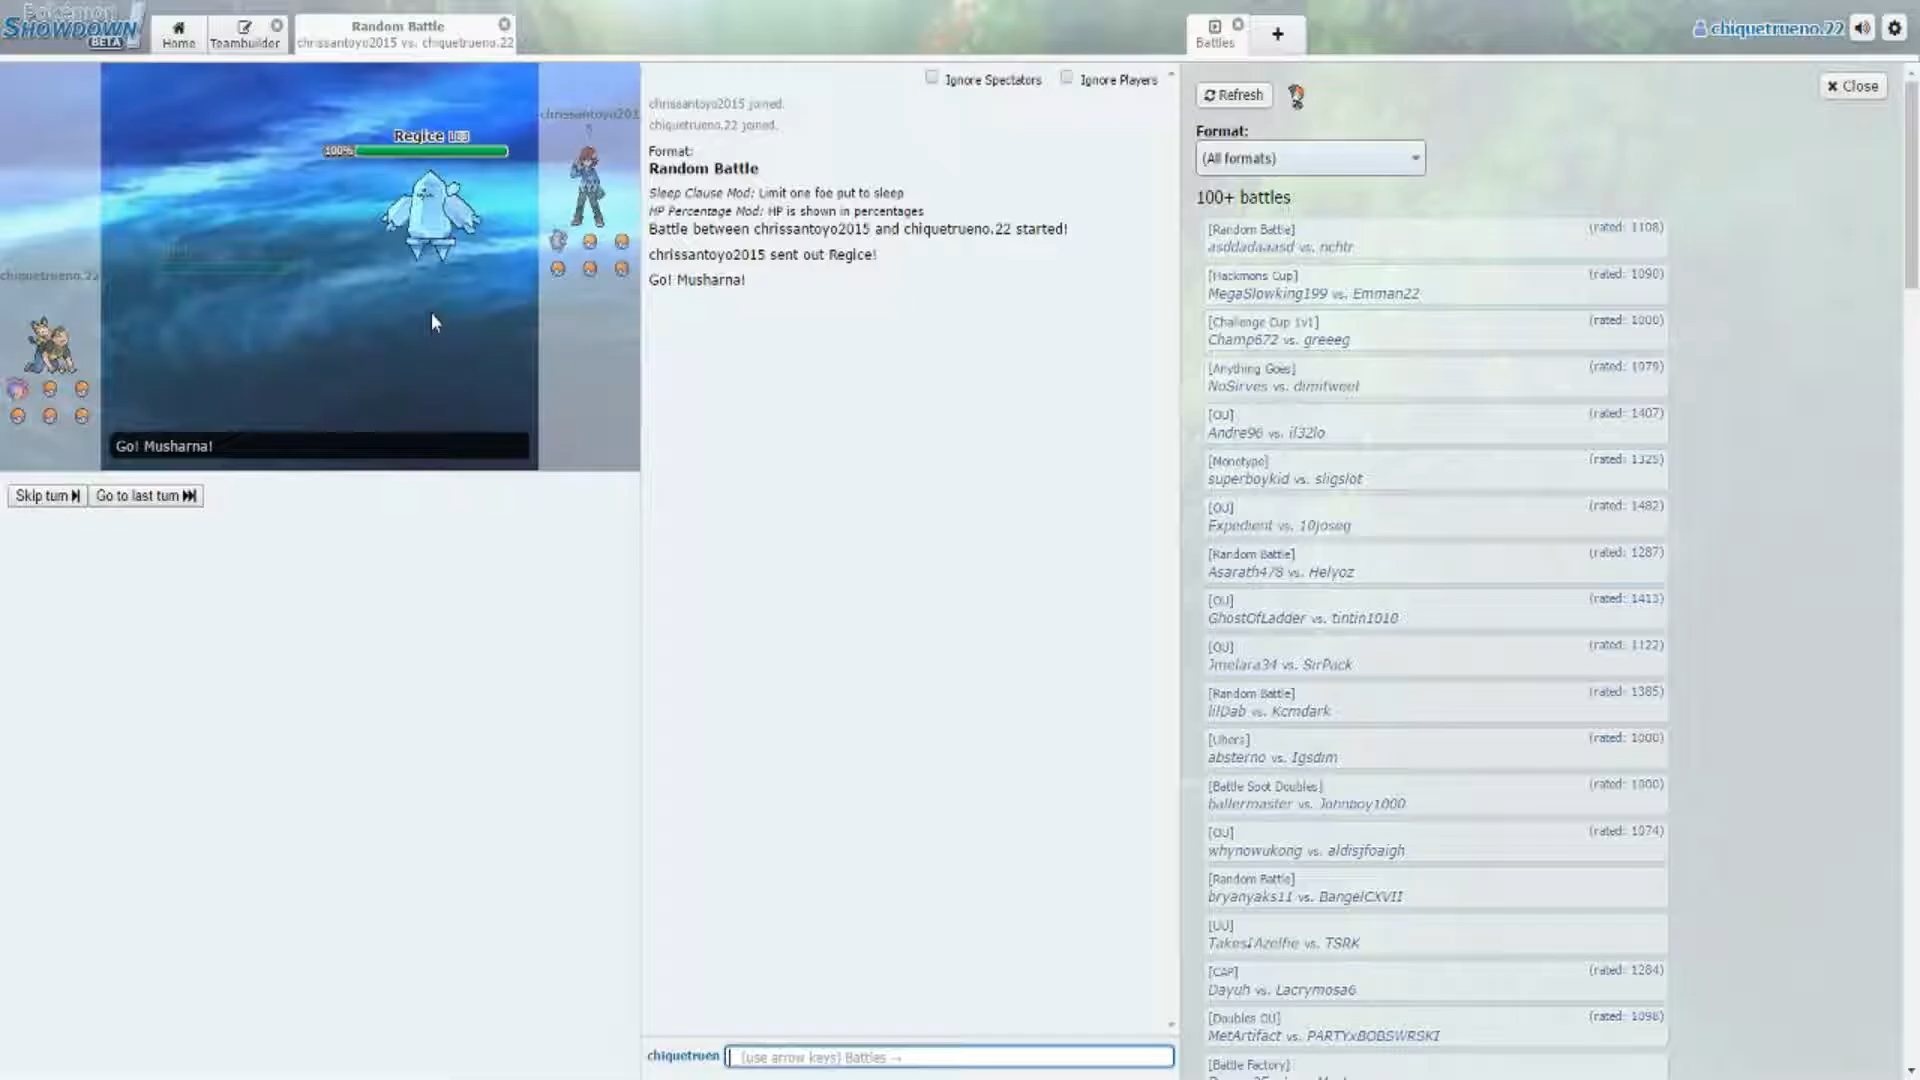 Pokémon
SHOWDOWN
BETA
Home
Teambuilder
Random Battle
chrissantoyo2015 vs. chiquetrueno.22
Battles
+
chiquetrueno.22
chrissantoyo201
Regice
100%
chiquetrueno.22
Go! Musharna!
Skip turn
Go to last turn
Ignore Spectators
Ignore Players
chrissantoyo2015 joined.
chiquetrueno.22 joined.
Format:
Random Battle
Sleep Clause Mod: Limit one foe put to sleep
HP Percentage Mod: HP is shown in percentages
Battle between chrissantoyo2015 and chiquetrueno.22 started!
chrissantoyo2015 sent out Regice!
Go! Musharna!
chiquetruen
(use arrow keys) Battles →
Refresh
Close
Format:
(All formats)
100+ battles
[Random Battle] (rated: 1108)
asddadaaasd vs. nchtr
[Hackmons Cup] (rated: 1090)
MegaSlowking199 vs. Emman22
[Challenge Cup 1v1] (rated: 1000)
Champ672 vs. greeeg
[Anything Goes] (rated: 1079)
NoSirves vs. dimitweel
[OU] (rated: 1407)
Andre96 vs. il32lo
[Monotype] (rated: 1325)
superboykid vs. sligslot
[OU] (rated: 1482)
Expedient vs. 10joseg
[Random Battle] (rated: 1287)
Asarath478 vs. Helyoz
[OU] (rated: 1413)
GhostOfLadder vs. tintin1010
[OU] (rated: 1122)
Jmelara34 vs. SirPack
[Random Battle] (rated: 1385)
lilDab vs. Kcmdark
[Ubers] (rated: 1000)
absterno vs. Igsdim
[Battle Spot Doubles] (rated: 1000)
ballermaster vs. Johnboy1000
[OU] (rated: 1074)
whynowukong vs. aldisjfoaigh
[Random Battle]
bryanyaks11 vs. BangelCXVII
[UU]
vs. TSRK
[CAP] (rated: 1284)
Dayuh vs. Lacrymosa6
[Doubles OU] (rated: 1098)
MetArtifact vs. PARTYxBOBSWRSKI
[Battle Factory]